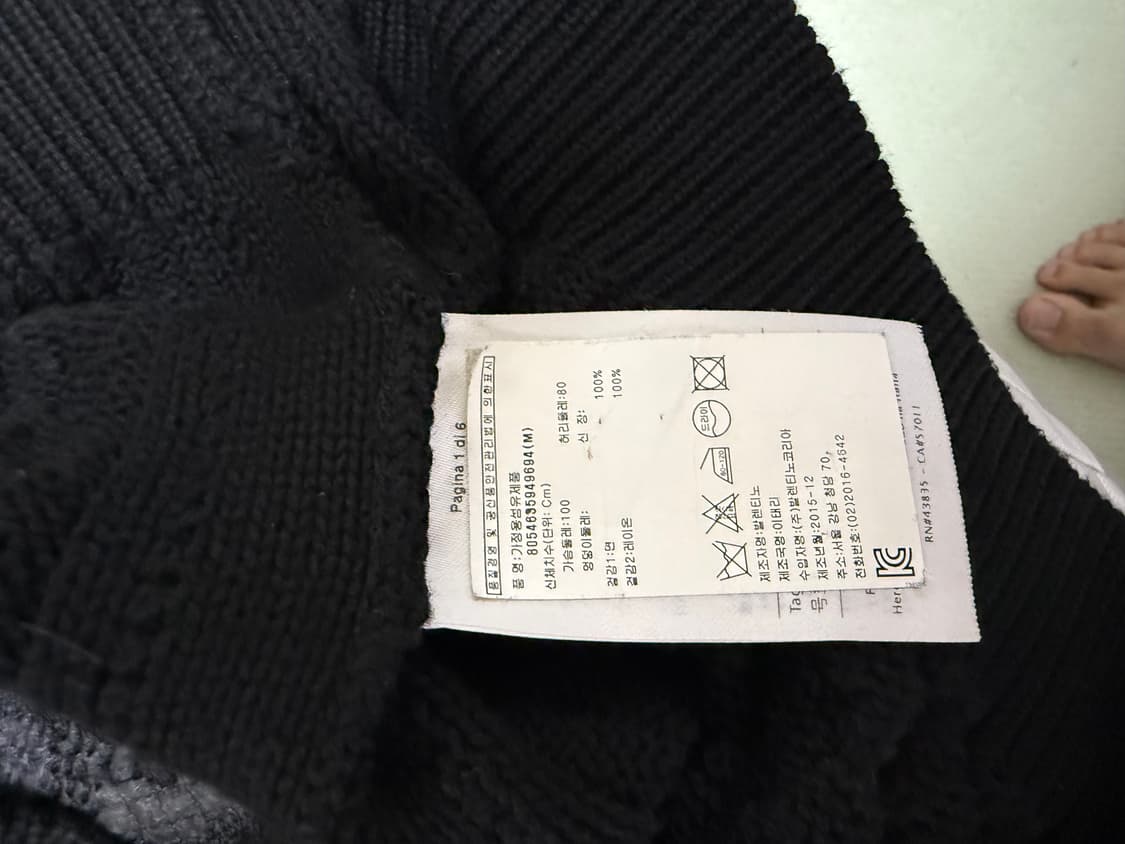 Pagina 1 di 6
품질경영 및 공산품안전관리법에 의한표시
품 명:가정용섬유제품
8054635949694(M)
신체치수(단위: Cm)
가슴둘레:100 허리둘레:80
엉덩이둘레: 신 장:
겉감1:면 100%
겉감2:레이온 100%
드라이
80~120
제조자명:발렌티노
제조국명:이태리
수입자명:(주)발렌티노코리아
제조년월:2015-12
주소:서울 강남 청담 70,
전화번호:(02)2016-4642
RN#43835 - CA#57011